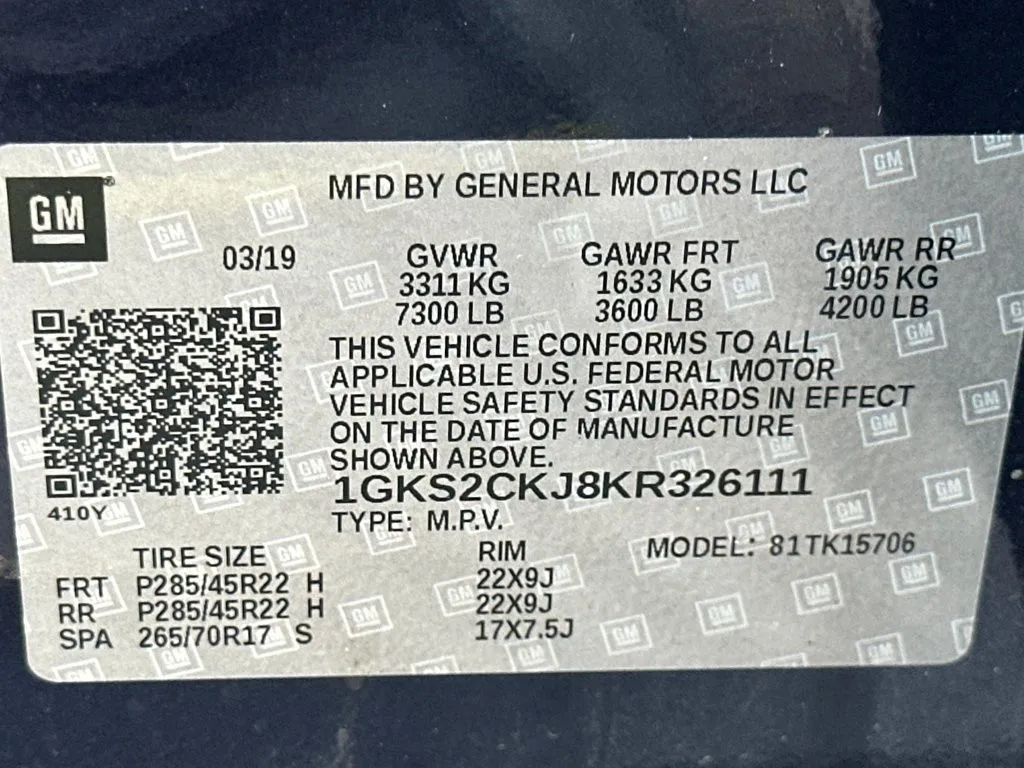 GM
MFD BY GENERAL MOTORS LLC
03/19
GVWR
3311 KG
7300 LB
GAWR FRT
1633 KG
3600 LB
GAWR RR
1905 KG
4200 LB
THIS VEHICLE CONFORMS TO ALL
APPLICABLE U.S. FEDERAL MOTOR
VEHICLE SAFETY STANDARDS IN EFFECT
ON THE DATE OF MANUFACTURE
SHOWN ABOVE.
1GKS2CKJ8KR326111
410Y
TYPE: M.P.V.
TIRE SIZE RIM MODEL: 81TK15706
FRT P285/45R22 H 22X9J
RR P285/45R22 H 22X9J
SPA 265/70R17 S 17X7.5J